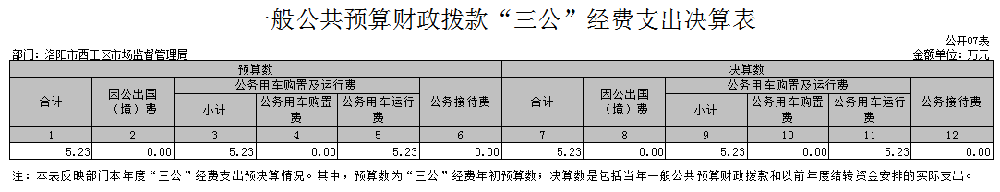 一般公共预算财政拨款“三公”经费支出决算表
公开07表
部门：洛阳市西工区市场监督管理局 金额单位：万元
预算数 决算数
合计 因公出国（境）费 公务用车购置及运行费 公务接待费 合计 因公出国（境）费 公务用车购置及运行费 公务接待费
小计 公务用车购置费 公务用车运行费 小计 公务用车购置费 公务用车运行费
1 2 3 4 5 6 7 8 9 10 11 12
5.23 0.00 5.23 0.00 5.23 0.00 5.23 0.00 5.23 0.00 5.23 0.00
注：本表反映部门本年度“三公”经费支出预决算情况。其中，预算数为“三公”经费年初预算数；决算数是包括当年一般公共预算财政拨款和以前年度结转资金安排的实际支出。